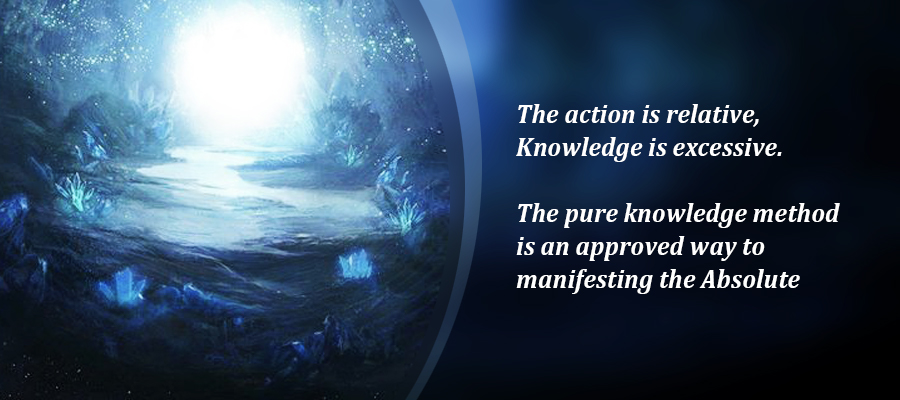 The action is relative,
Knowledge is excessive.
The pure knowledge method
is an approved way to
manifesting the Absolute